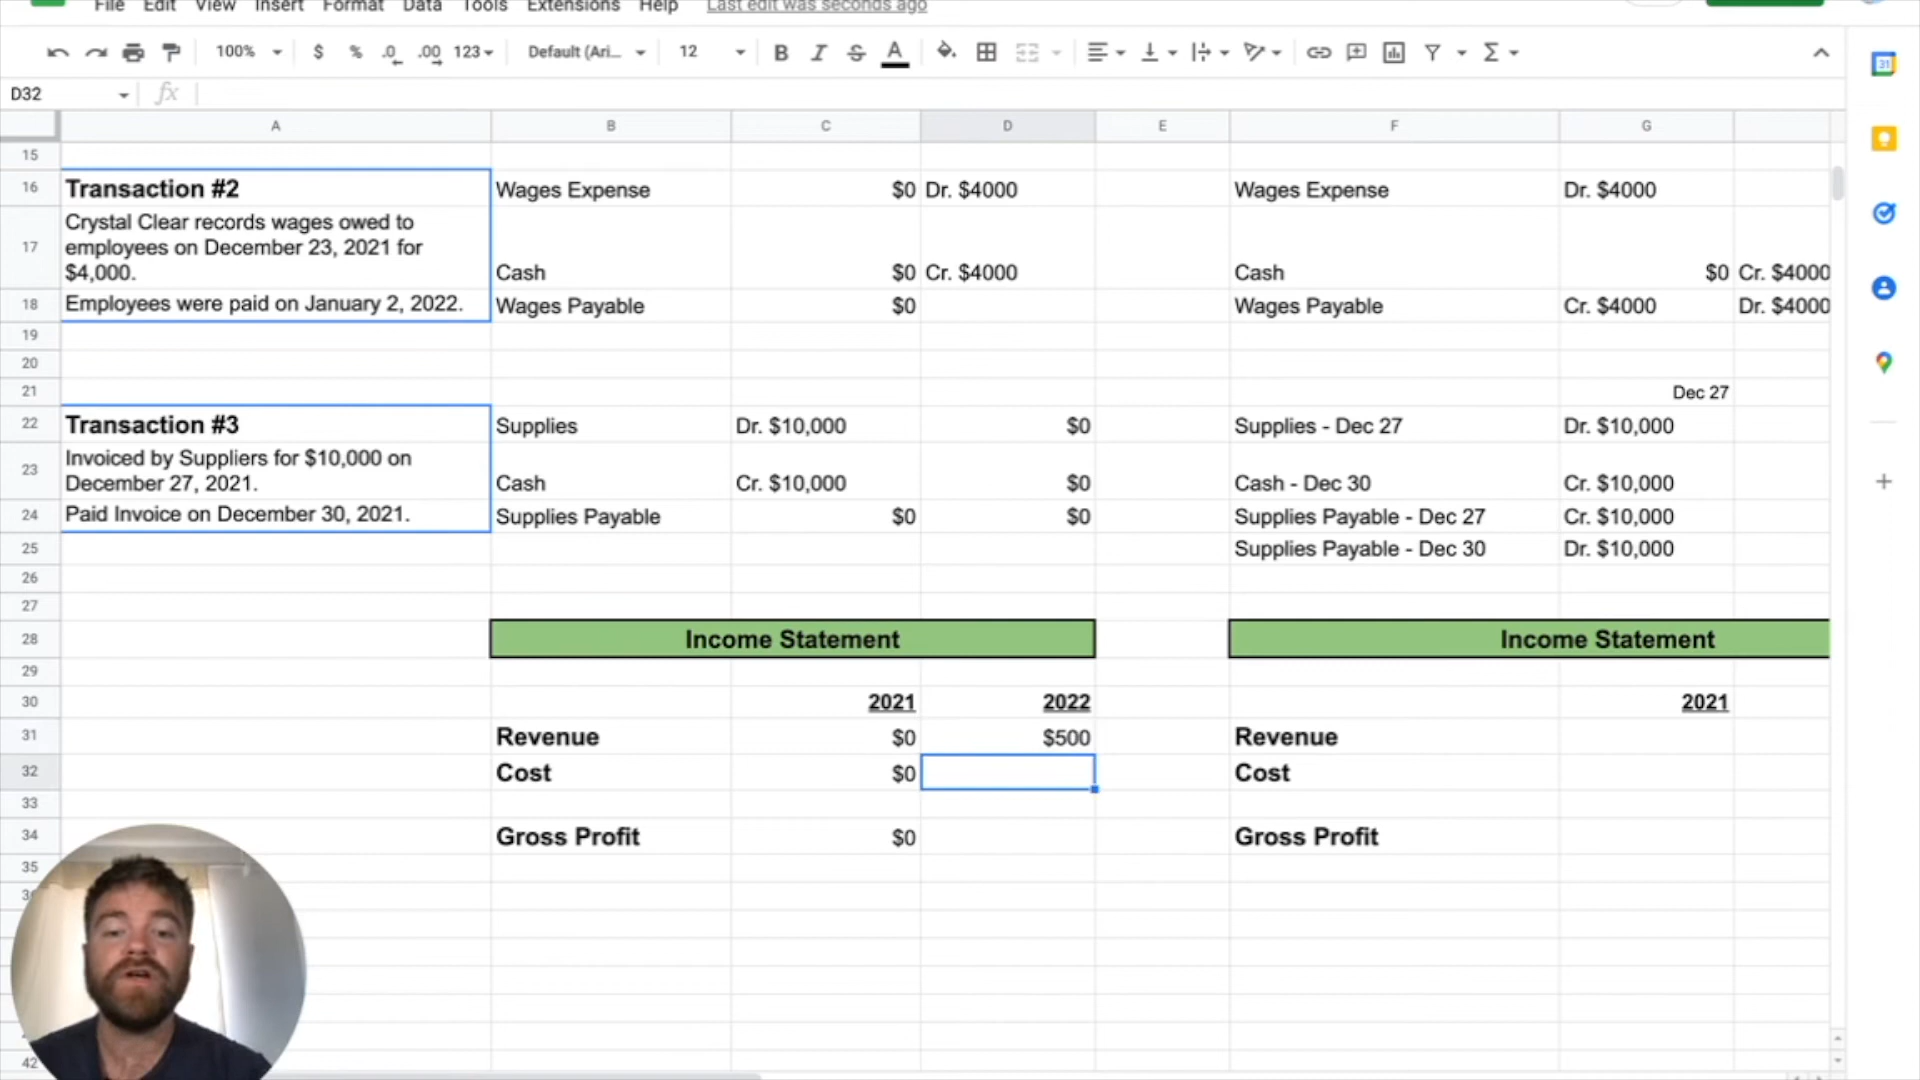 File Edit View Insert Format Data Tools Extensions Help Last edit was seconds ago
100% $ % .0 .00 123 Default (Ari... 12 B I S A
D32 fx
A B C D E F G
15
16 Transaction #2 Wages Expense $0 Dr. $4000 Wages Expense Dr. $4000
Crystal Clear records wages owed to
17 employees on December 23, 2021 for
$4,000. Cash $0 Cr. $4000 Cash $0 Cr. $4000
18 Employees were paid on January 2, 2022. Wages Payable $0 Wages Payable Cr. $4000 Dr. $4000
19
20
21 Dec 27
22 Transaction #3 Supplies Dr. $10,000 $0 Supplies - Dec 27 Dr. $10,000
Invoiced by Suppliers for $10,000 on
23 December 27, 2021. Cash Cr. $10,000 $0 Cash - Dec 30 Cr. $10,000
24 Paid Invoice on December 30, 2021. Supplies Payable $0 $0 Supplies Payable - Dec 27 Cr. $10,000
25 Supplies Payable - Dec 30 Dr. $10,000
26
27
28 Income Statement Income Statement
29
30 2021 2022 2021
31 Revenue $0 $500 Revenue
32 Cost $0 Cost
33
34 Gross Profit $0 Gross Profit
35
42
31